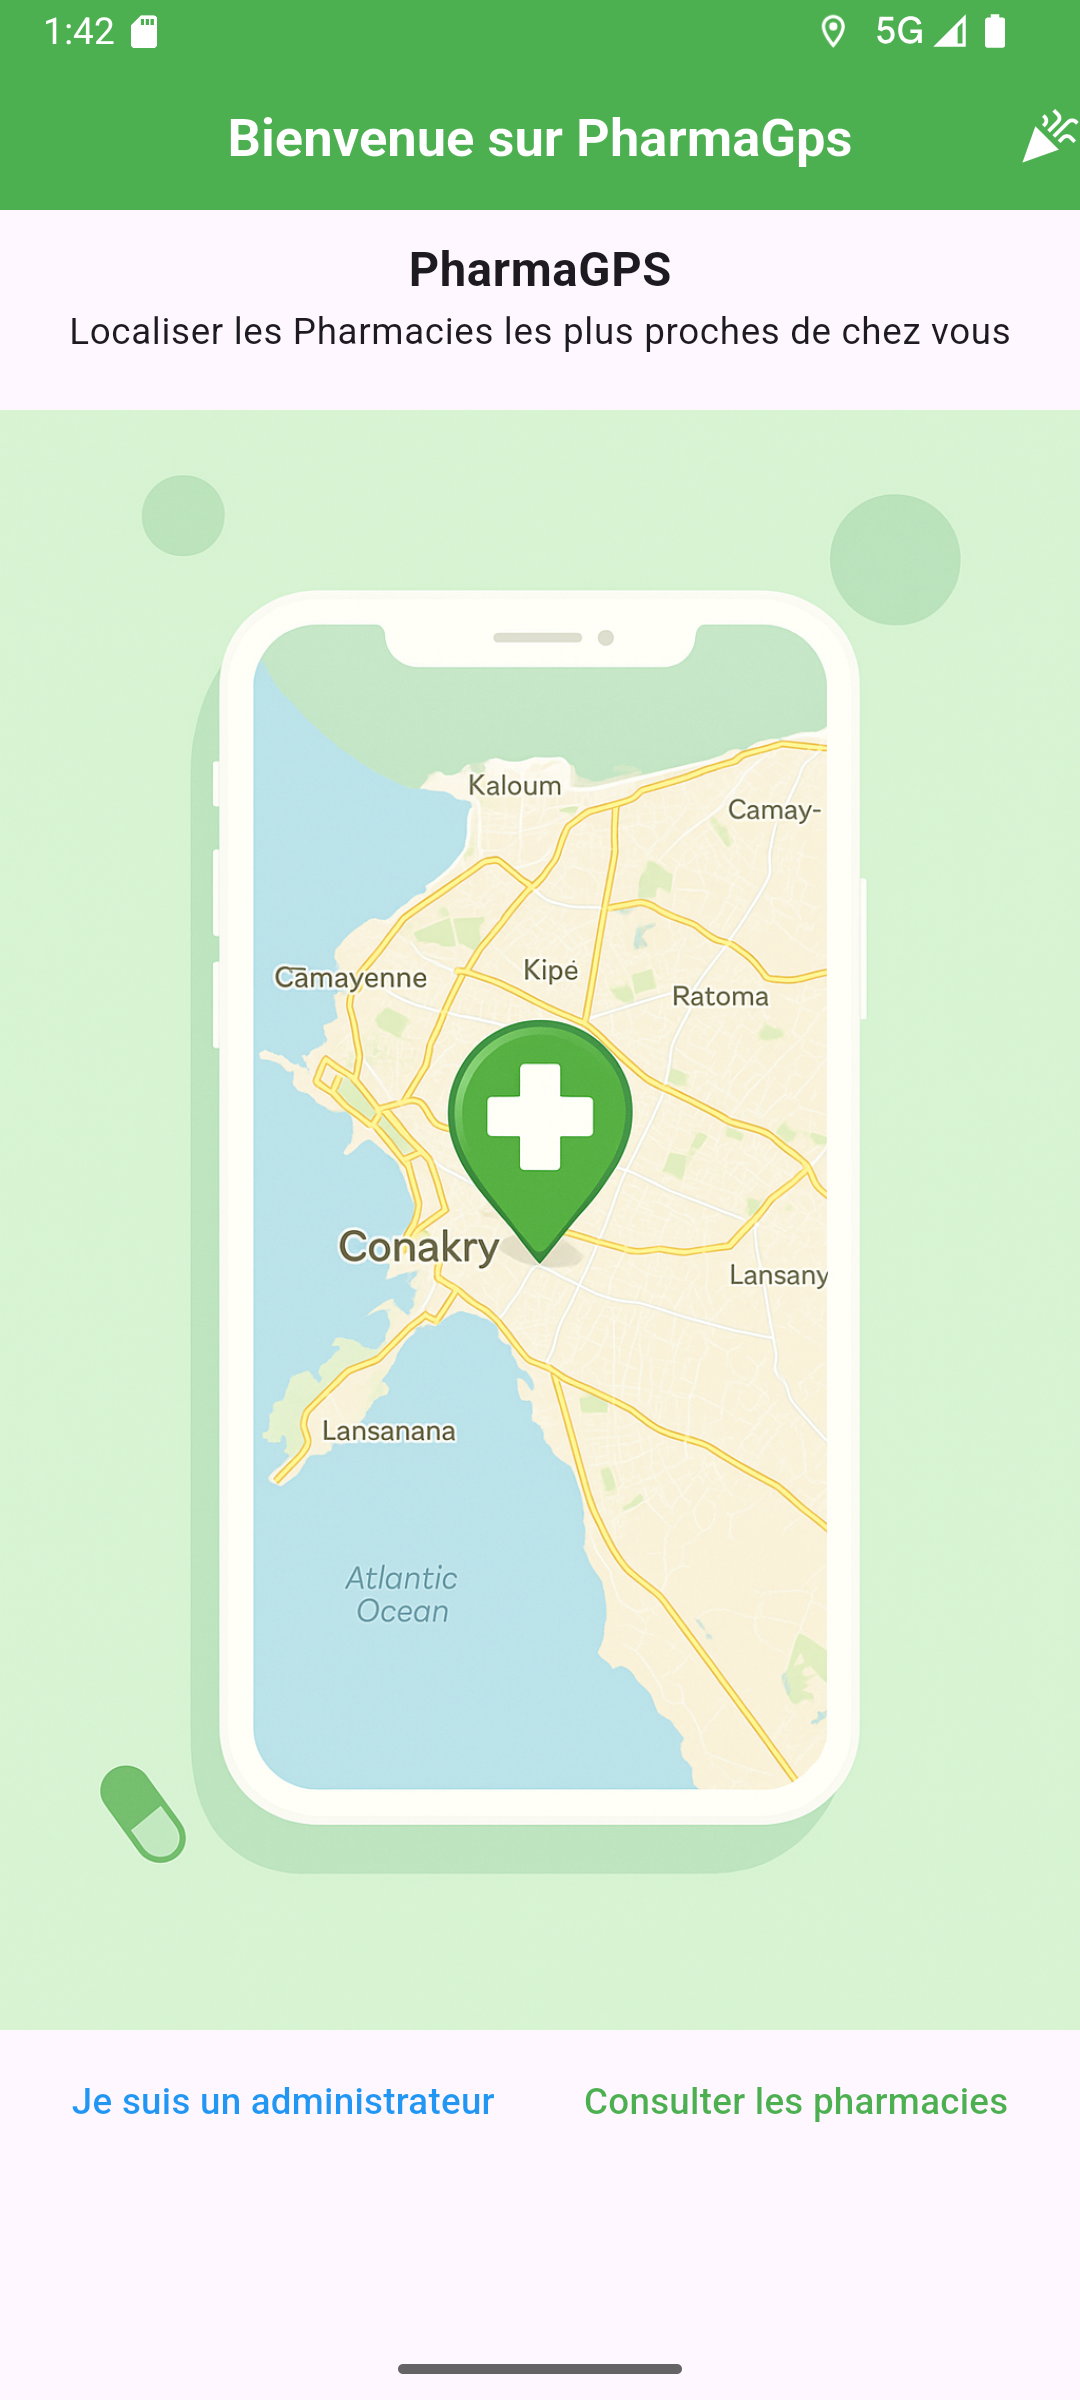 1:42
5G
Bienvenue sur PharmaGps
PharmaGPS
Localiser les Pharmacies les plus proches de chez vous
Kaloum
Camay-
Camayenne
Kipé
Ratoma
Conakry
Lansany
Lansanana
Atlantic
Ocean
Je suis un administrateur
Consulter les pharmacies